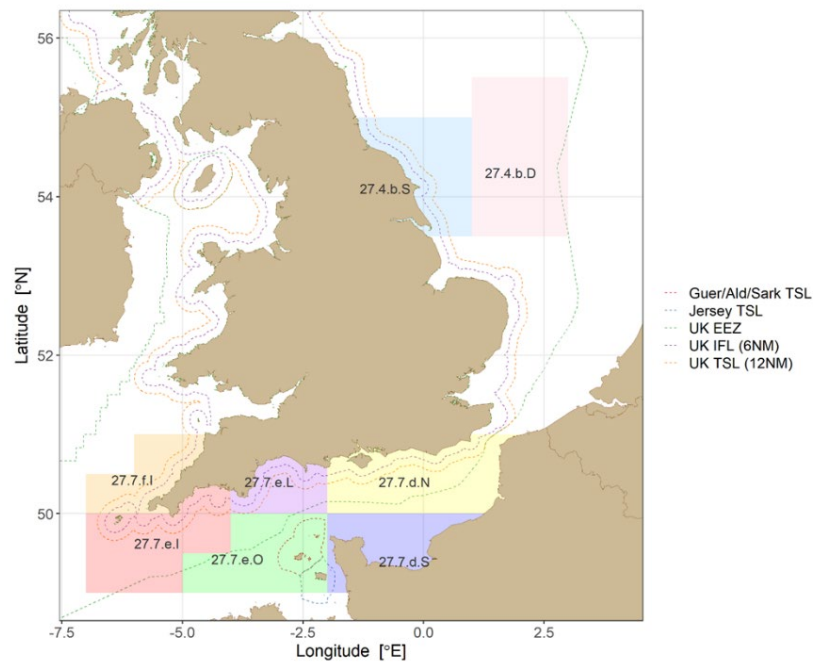 56
54
52
50
Latitude [°N]
-7.5
-5.0
-2.5
0.0
2.5
Longitude [°E]
27.4.b.S
27.4.b.D
27.7.f.I
27.7.e.L
27.7.d.N
27.7.e.I
27.7.e.O
27.7.d.S
Guer/Ald/Sark TSL
Jersey TSL
UK EEZ
UK IFL (6NM)
UK TSL (12NM)